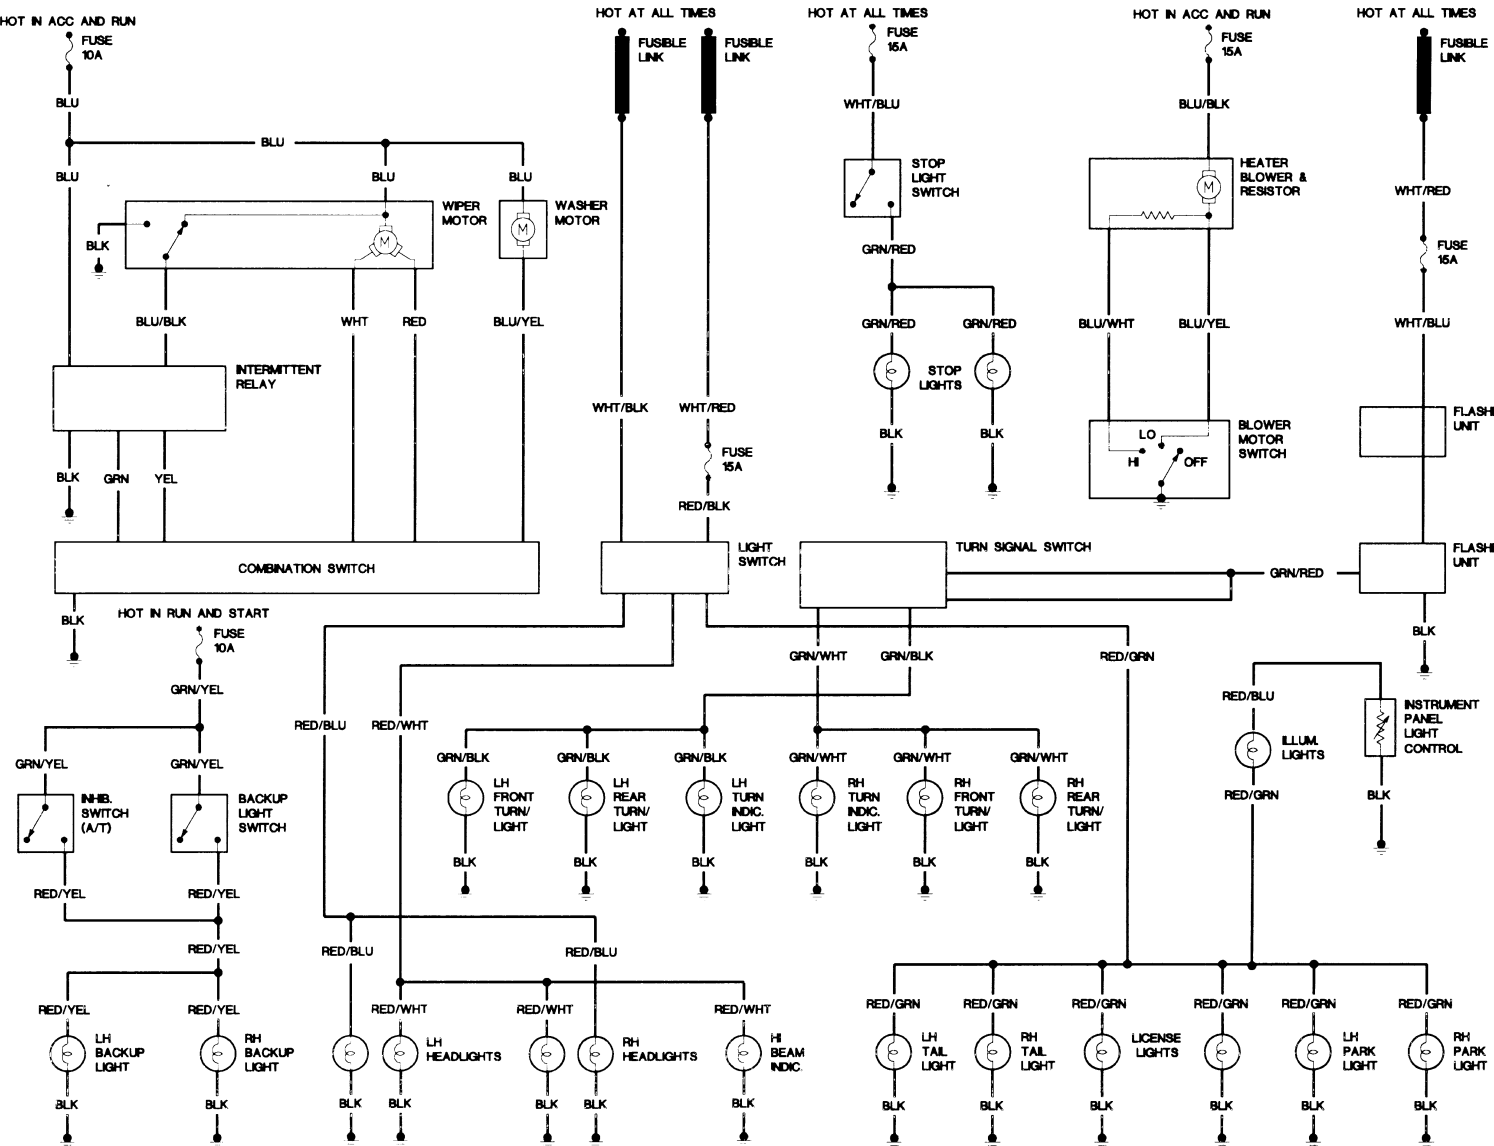 HOT IN ACC AND RUN
HOT AT ALL TIMES
HOT AT ALL TIMES
HOT IN ACC AND RUN
HOT AT ALL TIMES
FUSE
10A
FUSIBLE
LINK
FUSIBLE
LINK
FUSE
15A
FUSE
15A
FUSIBLE
LINK
BLU
WHT/BLU
BLU/BLK
BLU
BLU
BLU
BLU
STOP
LIGHT
SWITCH
HEATER
BLOWER &
RESISTOR
M
WHT/RED
WIPER
MOTOR
M
WASHER
MOTOR
M
BLK
GRN/RED
FUSE
15A
BLU/BLK
WHT
RED
BLU/YEL
GRN/RED
GRN/RED
BLU/WHT
BLU/YEL
WHT/BLU
INTERMITTENT
RELAY
STOP
LIGHTS
WHT/BLK
WHT/RED
BLK
BLK
LO
HI
OFF
BLOWER
MOTOR
SWITCH
FLASH
UNIT
FUSE
15A
BLK
GRN
YEL
RED/BLK
COMBINATION SWITCH
LIGHT
SWITCH
TURN SIGNAL SWITCH
GRN/RED
FLASH
UNIT
BLK
HOT IN RUN AND START
FUSE
10A
BLK
GRN/WHT
GRN/BLK
RED/GRN
GRN/YEL
RED/BLU
RED/WHT
RED/BLU
INSTRUMENT
PANEL
LIGHT
CONTROL
ILLUM.
LIGHTS
GRN/YEL
GRN/YEL
GRN/BLK
GRN/BLK
GRN/BLK
GRN/WHT
GRN/WHT
GRN/WHT
LH
FRONT
TURN/
LIGHT
LH
REAR
TURN/
LIGHT
LH
TURN
INDIC.
LIGHT
RH
TURN
INDIC.
LIGHT
RH
FRONT
TURN/
LIGHT
RH
REAR
TURN/
LIGHT
RED/GRN
BLK
INHIB.
SWITCH
(A/T)
BACKUP
LIGHT
SWITCH
BLK
BLK
BLK
BLK
BLK
BLK
RED/YEL
RED/YEL
RED/YEL
RED/BLU
RED/BLU
RED/YEL
RED/YEL
RED/WHT
RED/WHT
RED/WHT
RED/GRN
RED/GRN
RED/GRN
RED/GRN
RED/GRN
RED/GRN
LH
BACKUP
LIGHT
RH
BACKUP
LIGHT
LH
HEADLIGHTS
RH
HEADLIGHTS
HI
BEAM
INDIC.
LH
TAIL
LIGHT
RH
TAIL
LIGHT
LICENSE
LIGHTS
LH
PARK
LIGHT
RH
PARK
LIGHT
BLK
BLK
BLK
BLK
BLK
BLK
BLK
BLK
BLK
BLK
BLK
BLK
BLK